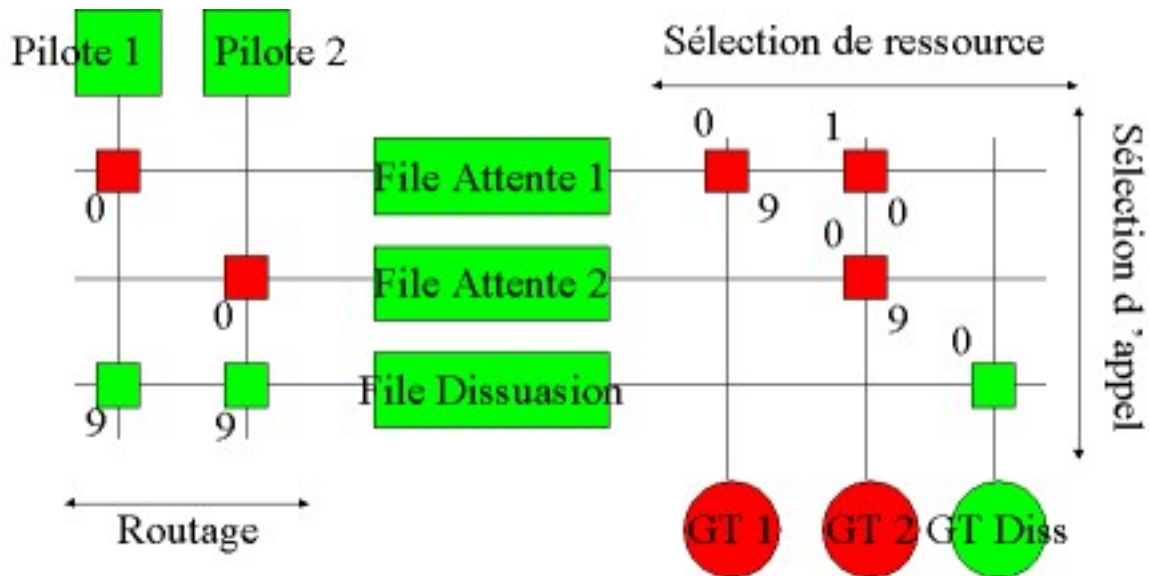 Pilote 1
Pilote 2
Sélection de ressource
0
1
File Attente 1
0
9
0
0
File Attente 2
0
9
0
File Dissuasion
9
9
Sélection d ’appel
Routage
GT 1
GT 2
GT Diss